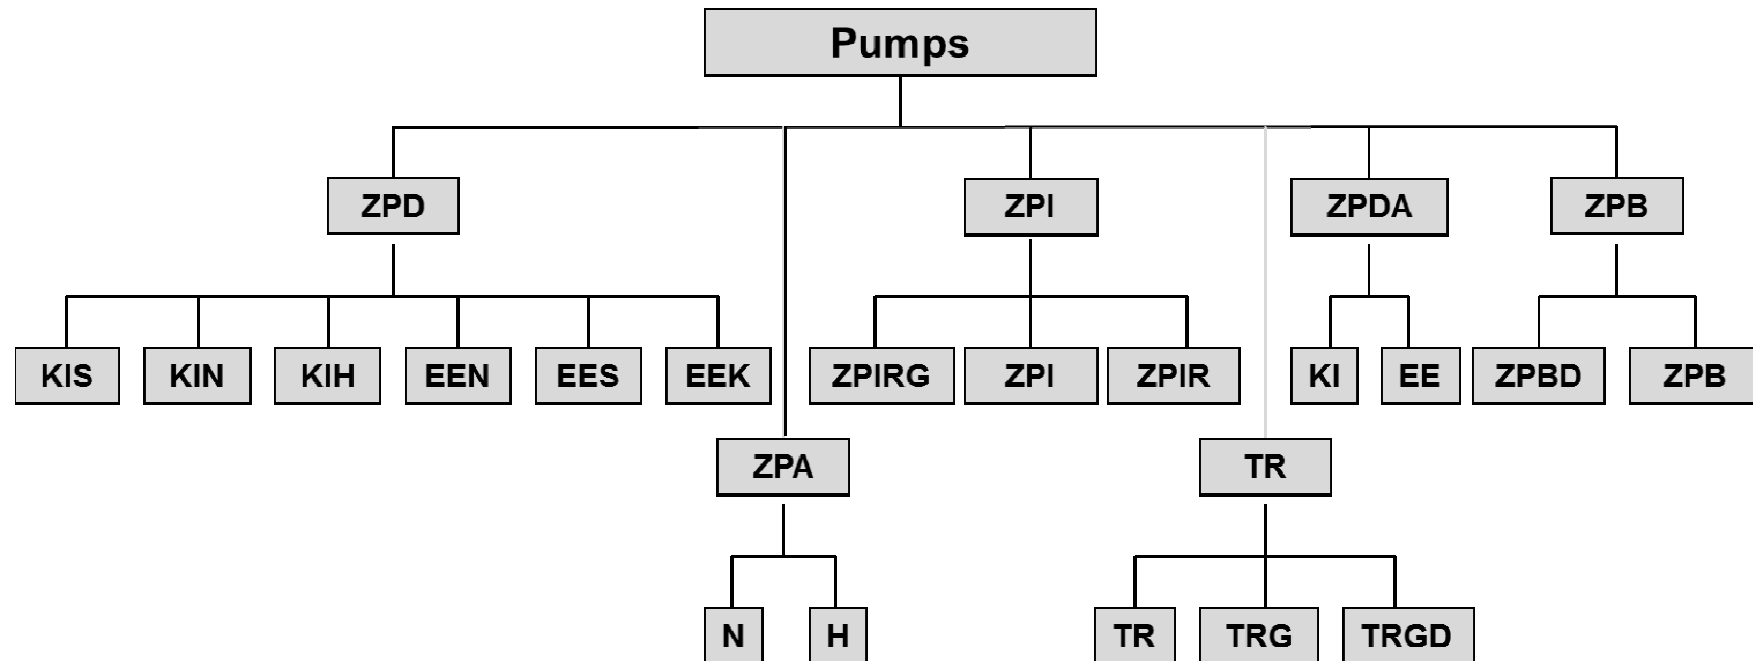 Pumps
ZPD
ZPI
ZPDA
ZPB
KIS
KIN
KIH
EEN
EES
EEK
ZPIRG
ZPI
ZPIR
KI
EE
ZPBD
ZPB
ZPA
TR
N
H
TR
TRG
TRGD